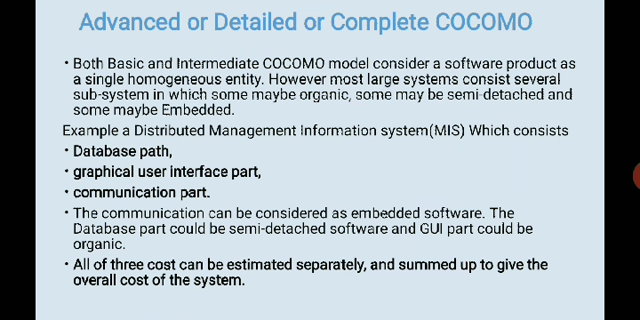 Advanced or Detailed or Complete COCOMO
• Both Basic and Intermediate COCOMO model consider a software product as
a single homogeneous entity. However most large systems consist several
sub-system in which some maybe organic, some may be semi-detached and
some maybe Embedded.
Example a Distributed Management Information system(MIS) Which consists
• Database path,
• graphical user interface part,
• communication part.
• The communication can be considered as embedded software. The
Database part could be semi-detached software and GUI part could be
organic.
• All of three cost can be estimated separately, and summed up to give the
overall cost of the system.